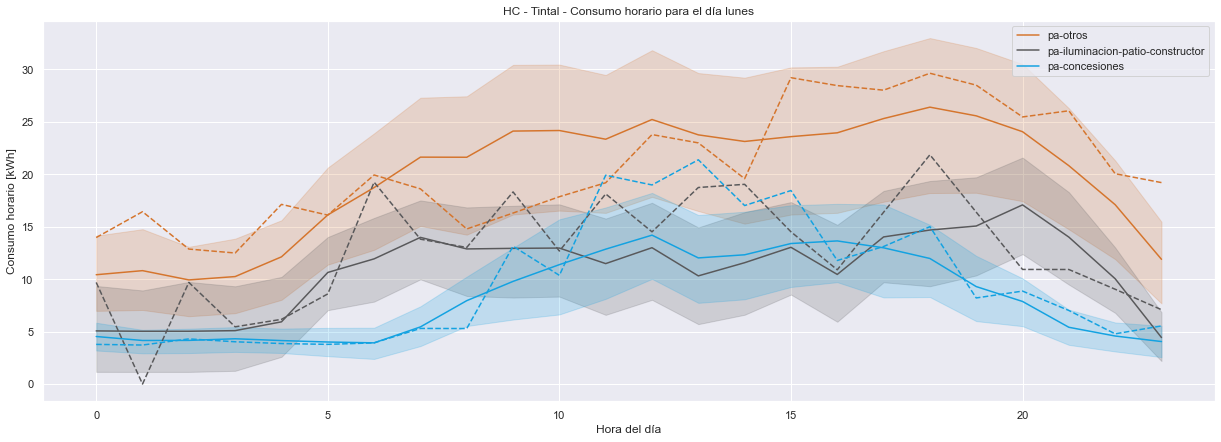 HC - Tintal - Consumo horario para el día lunes
pa-otros
pa-iluminacion-patio-constructor
pa-concesiones
Consumo horario [kWh]
30
25
20
15
10
5
0
0
5
10
15
20
Hora del día